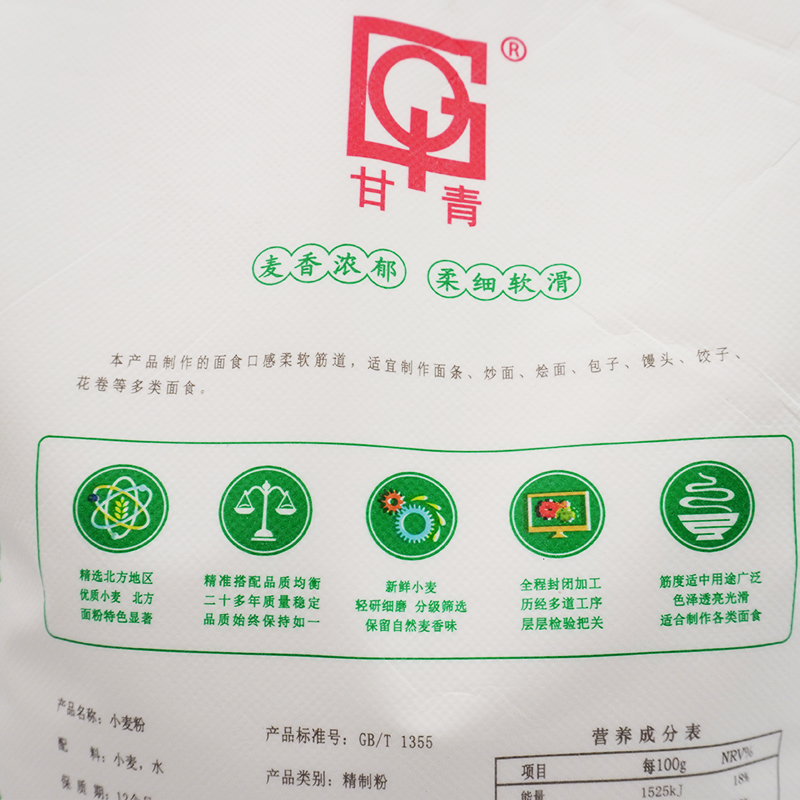 ®
甘青
麦香浓郁 柔细软滑
本产品制作的面食口感柔软筋道，适宜制作面条、炒面、烩面、包子、馒头、饺子、
花卷等多类面食。
精选北方地区
优质小麦 北方
面粉特色显著
精准搭配品质均衡
二十多年质量稳定
品质始终保持如一
新鲜小麦
轻研细磨 分级筛选
保留自然麦香味
全程封闭加工
历经多道工序
层层检验把关
筋度适中用途广泛
色泽透亮光滑
适合制作各类面食
产品名称：小麦粉
配 料：小麦，水
保 质 期：12个月
产品标准号：GB/T 1355
产品类别：精制粉
营养成分表
项目 每100g NRV%
能量 1525kJ 18%